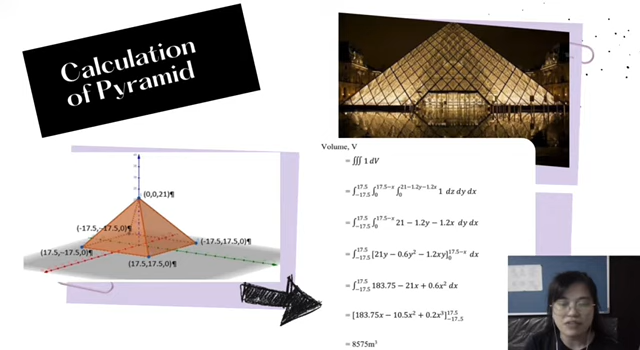 Calculation
of Pyramid
(0,0,21)¶
(-17.5,-17.5,0)¶
(17.5,-17.5,0)¶
(-17.5,17.5,0)¶
(17.5,17.5,0)¶
Volume, V
= ∭ 1 dV
= ∫_{-17.5}^{17.5} ∫_0^{17.5-x} ∫_0^{21-1.2y-1.2x} 1 dz dy dx
= ∫_{-17.5}^{17.5} ∫_0^{17.5-x} 21 − 1.2y − 1.2x dy dx
= ∫_{-17.5}^{17.5} [21y − 0.6y² − 1.2xy]_0^{17.5-x} dx
= ∫_{-17.5}^{17.5} 183.75 − 21x + 0.6x² dx
= [183.75x − 10.5x² + 0.2x³]_{-17.5}^{17.5}
= 8575m³